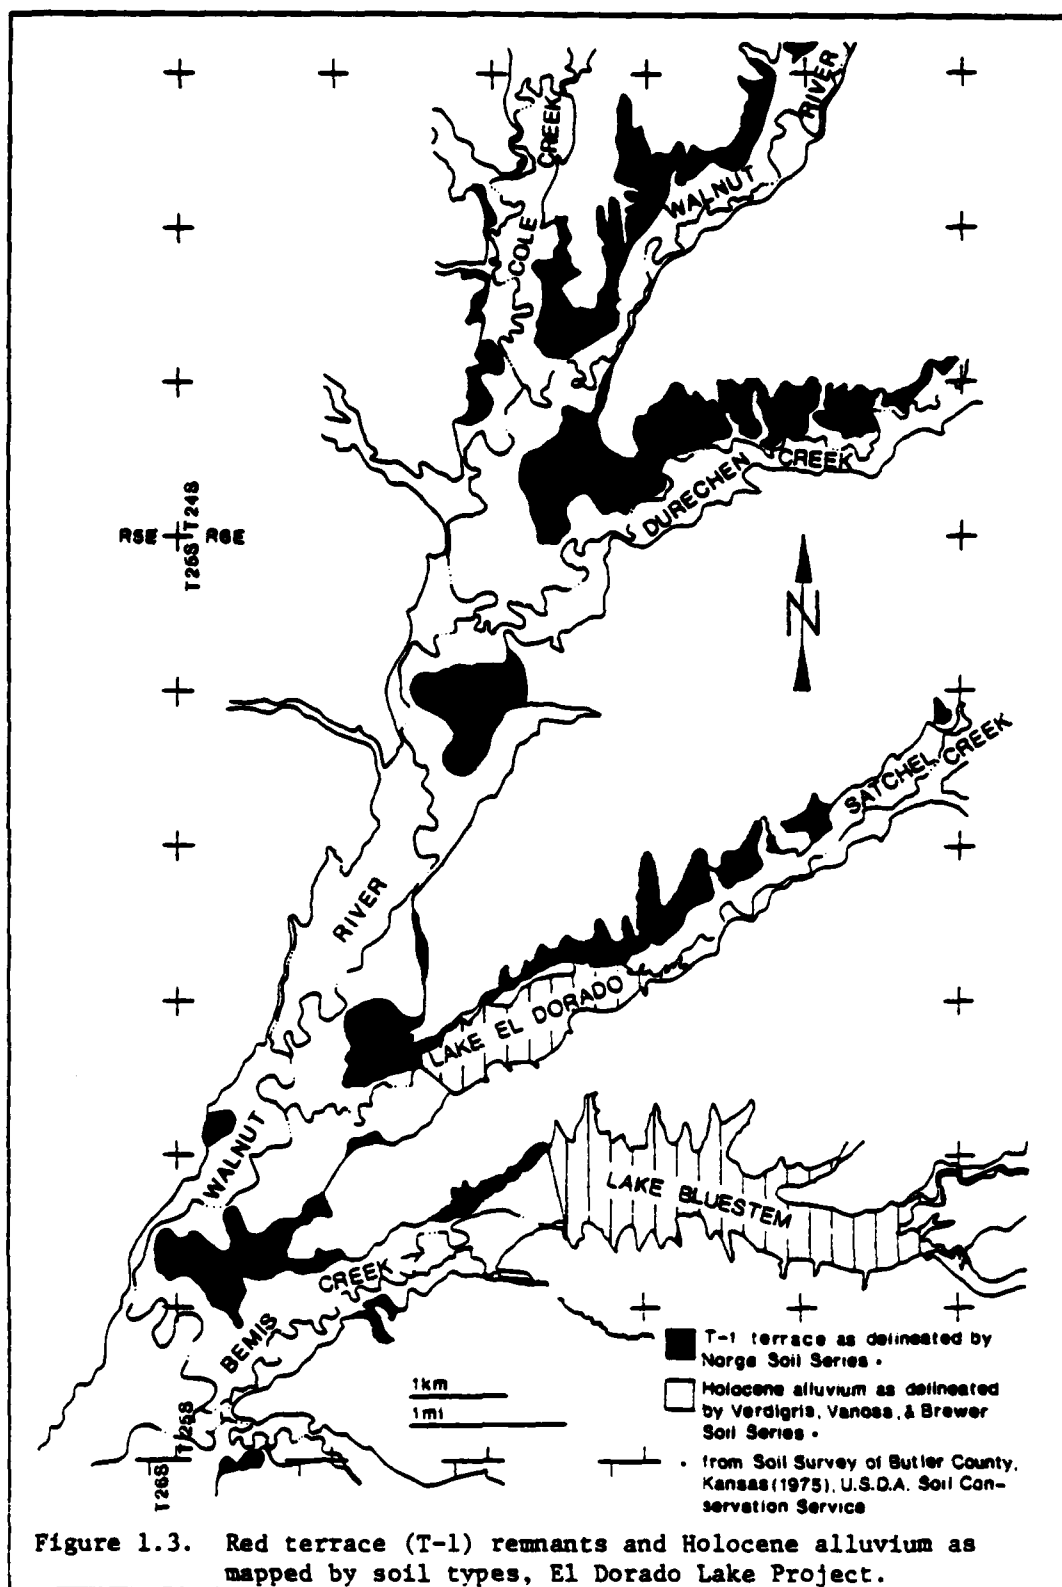 CREEK
RIVER
WALNUT
COLE
DURECHEN CREEK
T24S
R5E R6E
T25S
N
SATCHEL CREEK
RIVER
LAKE EL DORADO
WALNUT
LAKE BLUESTEM
CREEK
BEMIS
T-1 terrace as delineated by
Norge Soil Series •
1km
Holocene alluvium as delineated
1mi
by Verdigris, Vanoss, & Brewer
Soil Series •
T25S
T26S
• from Soil Survey of Butler County,
Kansas (1975), U.S.D.A. Soil Con-
servation Service
Figure 1.3. Red terrace (T-1) remnants and Holocene alluvium as
mapped by soil types, El Dorado Lake Project.